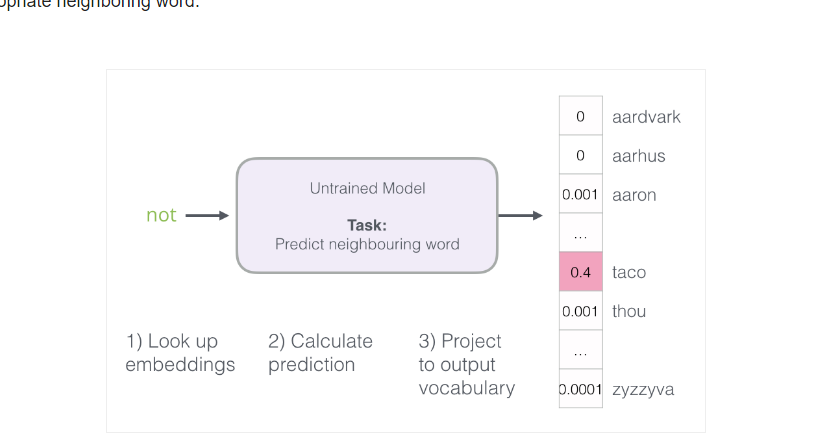 opriate neighboring word.
0 aardvark
0 aarhus
0.001 aaron
...
0.4 taco
0.001 thou
...
0.0001 zyzzyva
not
Untrained Model
Task:
Predict neighbouring word
1) Look up
embeddings
2) Calculate
prediction
3) Project
to output
vocabulary